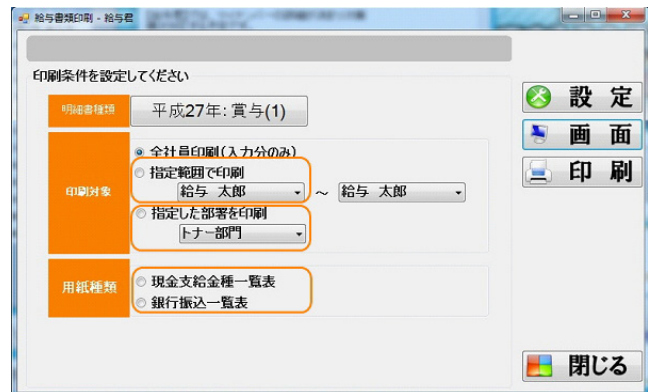 給与書類印刷 - 給与君
印刷条件を設定してください
明細書種類
平成27年: 賞与(1)
印刷対象
全社員印刷(入力分のみ)
指定範囲で印刷
給与 太郎 ～ 給与 太郎
指定した部署を印刷
トナー部門
用紙種類
現金支給金種一覧表
銀行振込一覧表
設 定
画 面
印 刷
閉じる